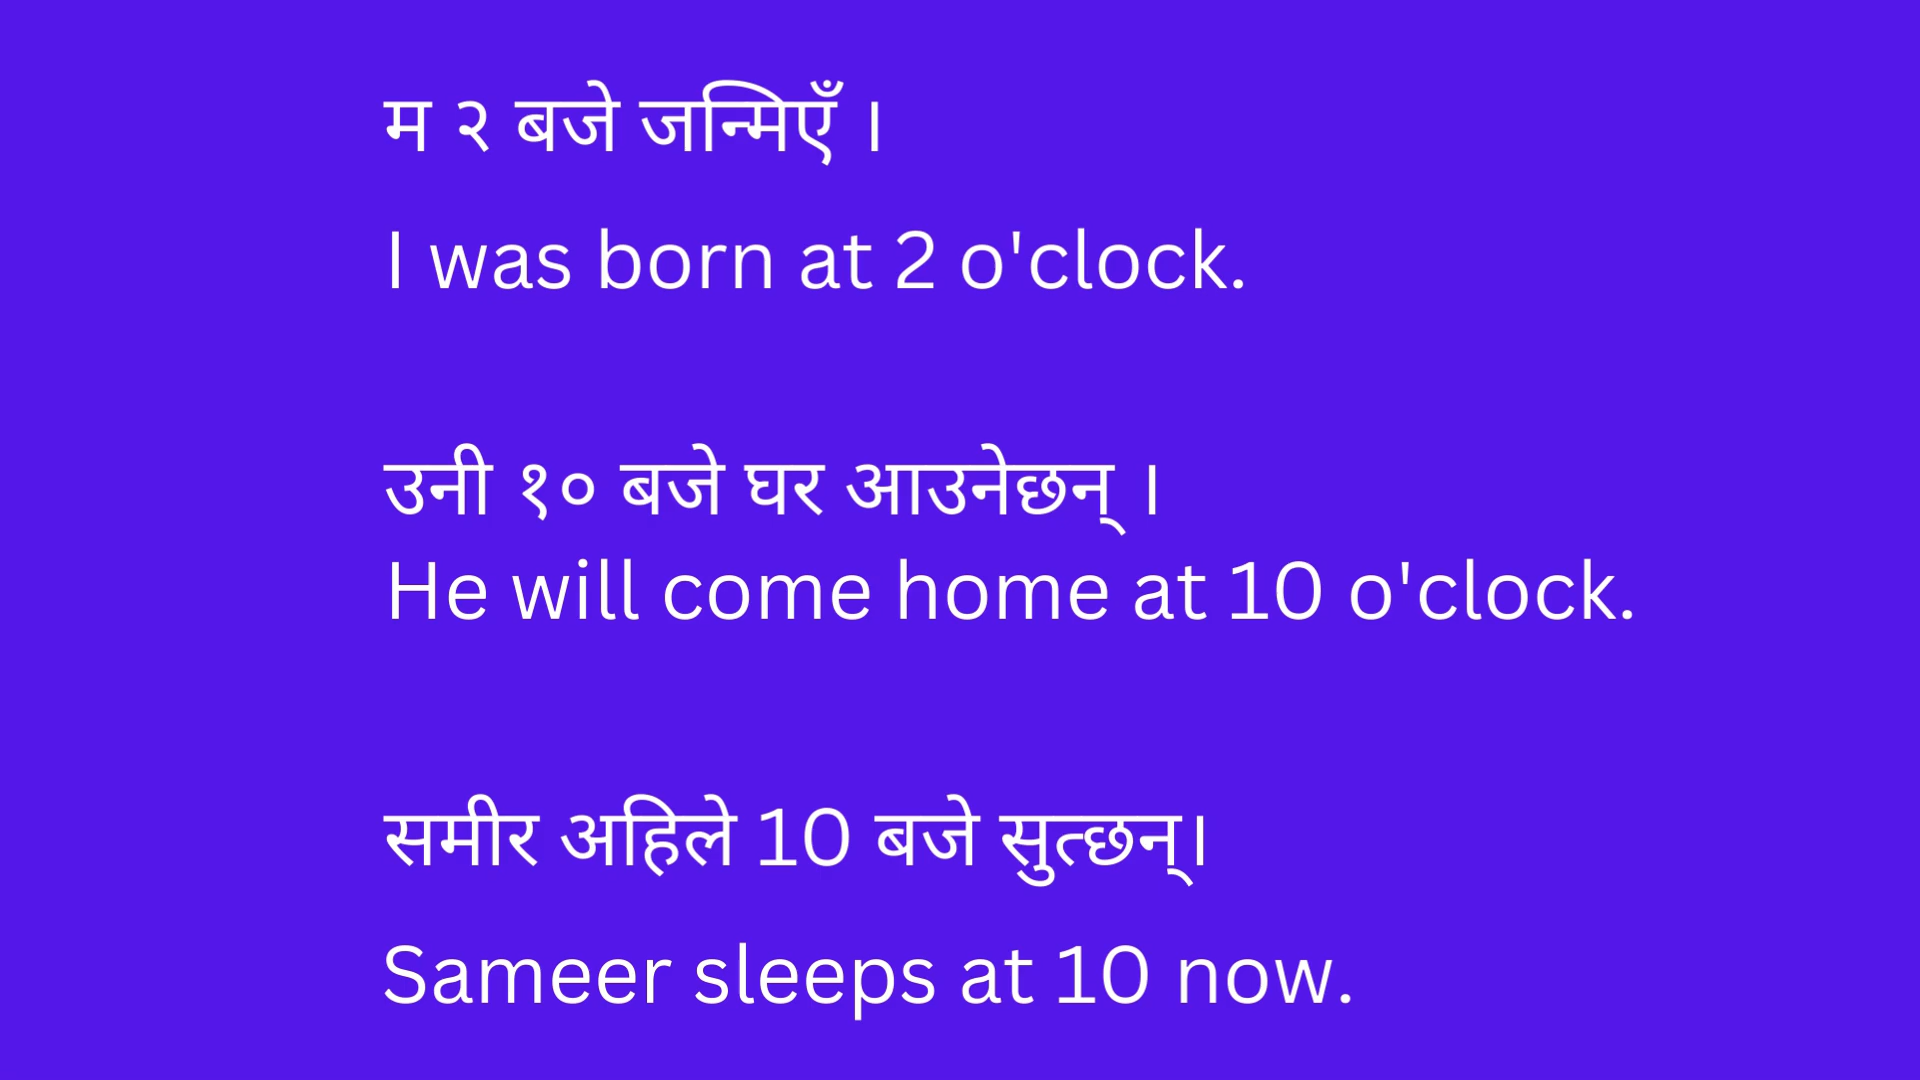 म २ बजे जन्मिएँ ।
I was born at 2 o'clock.
उनी १० बजे घर आउनेछन् ।
He will come home at 10 o'clock.
समीर अहिले 10 बजे सुत्छन्।
Sameer sleeps at 10 now.